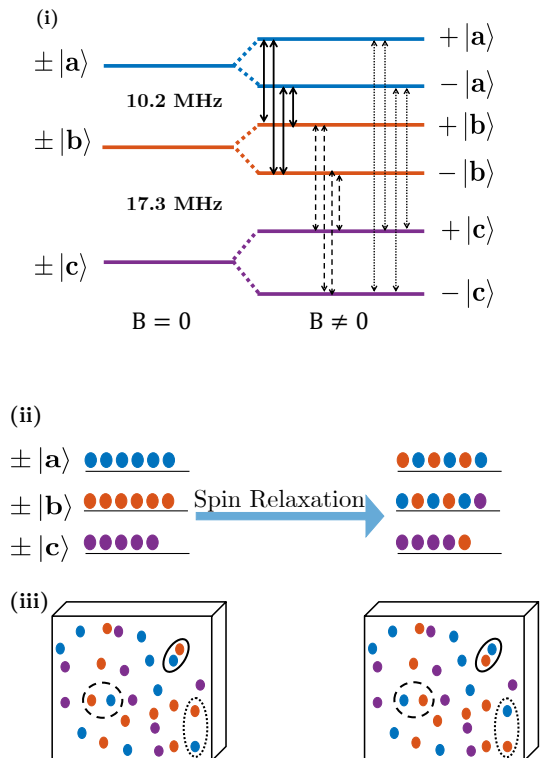 (i)
± |a⟩
10.2 MHz
± |b⟩
17.3 MHz
± |c⟩
+ |a⟩
− |a⟩
+ |b⟩
− |b⟩
+ |c⟩
− |c⟩
B = 0
B ≠ 0
(ii)
± |a⟩
± |b⟩
± |c⟩
Spin Relaxation
(iii)